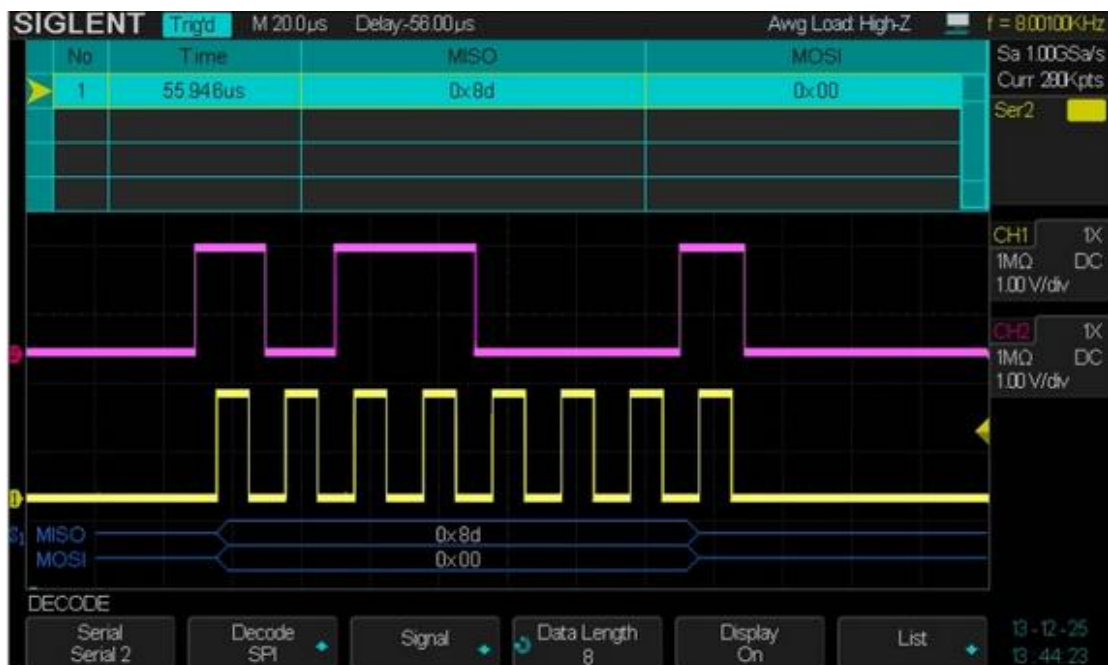 SIGLENT Trig'd M 20.0µs Delay:-56.00µs Awg Load: High-Z f = 8.00100KHz
Sa 1.00GSa/s
Curr 280Kpts
No Time MISO MOSI
1 55.946us 0x8d 0x00
Ser2
CH1 1X
1MΩ DC
1.00 V/div
CH2 1X
1MΩ DC
1.00 V/div
S1 MISO 0x8d
MOSI 0x00
DECODE
Serial
Serial 2
Decode
SPI
Signal
Data Length
8
Display
On
List
13-12-25
13:44:23